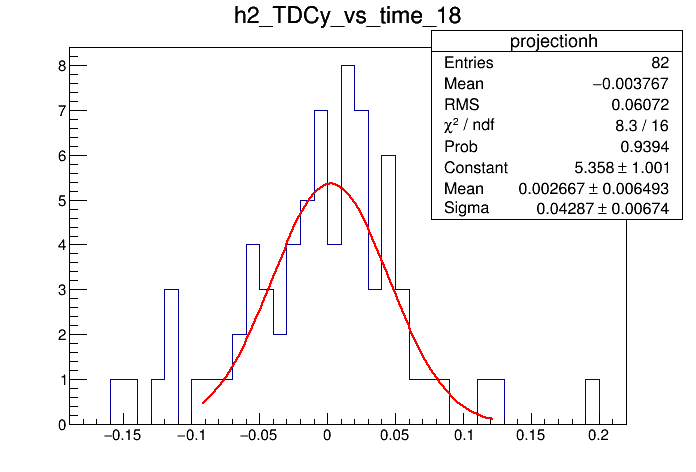 h2_TDCy_vs_time_18
projectionh
Entries 82
Mean −0.003767
RMS 0.06072
χ² / ndf 8.3 / 16
Prob 0.9394
Constant 5.358 ± 1.001
Mean 0.002667 ± 0.006493
Sigma 0.04287 ± 0.00674
8
7
6
5
4
3
2
1
0
−0.15 −0.1 −0.05 0 0.05 0.1 0.15 0.2